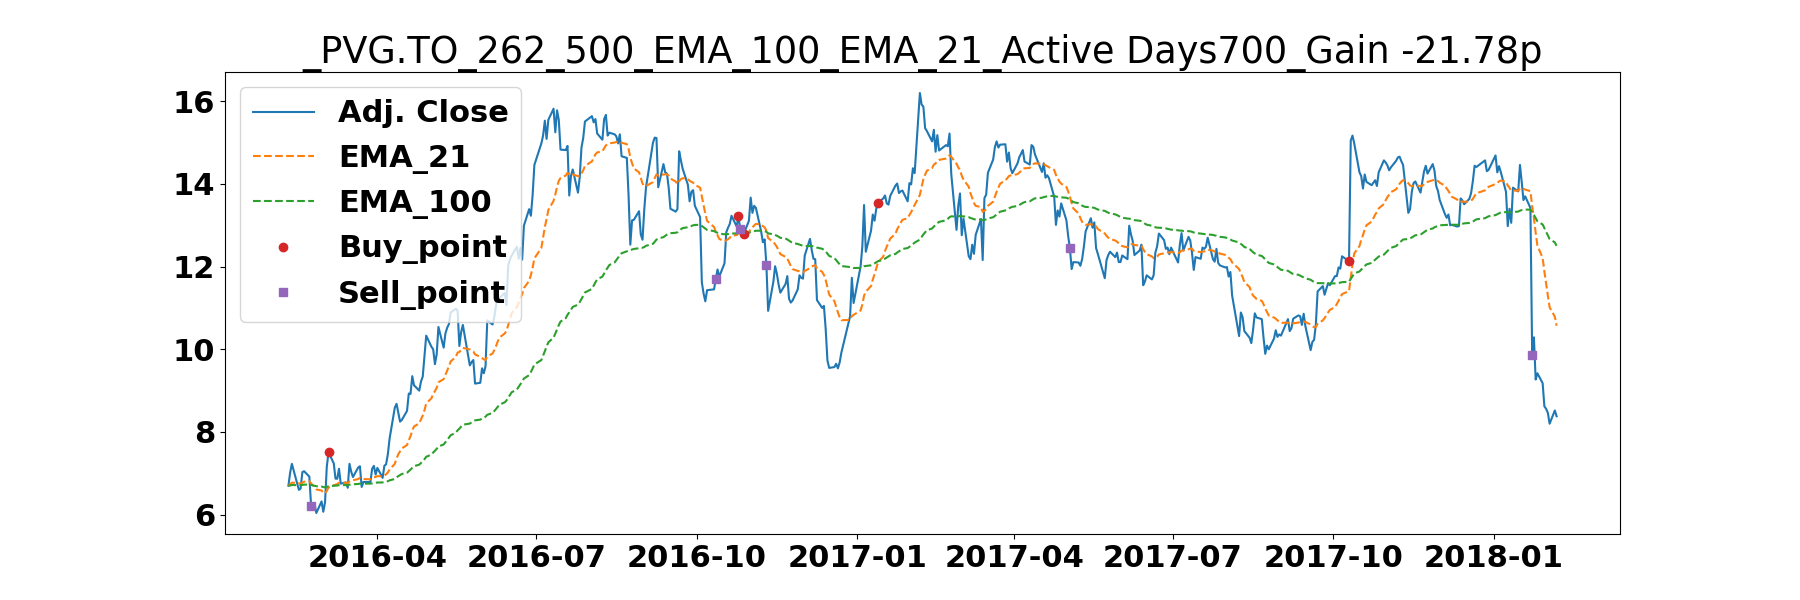 _PVG.TO_262_500_EMA_100_EMA_21_Active Days700_Gain -21.78p
16
14
12
10
8
6
Adj. Close
EMA_21
EMA_100
Buy_point
Sell_point
2016-04 2016-07 2016-10 2017-01 2017-04 2017-07 2017-10 2018-01